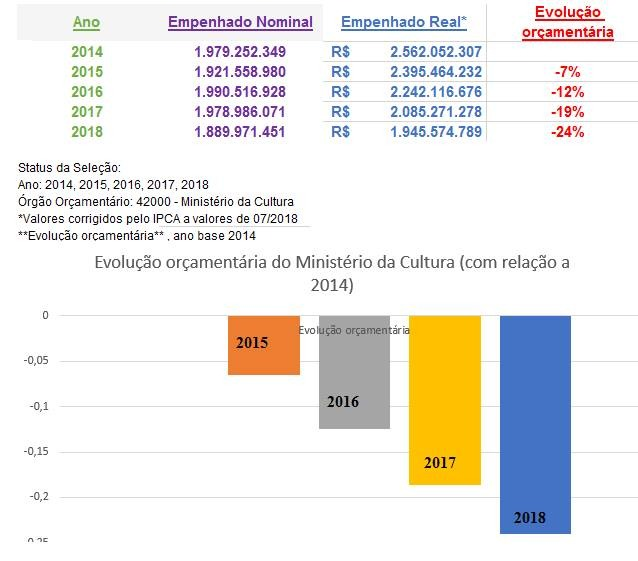 Ano Empenhado Nominal Empenhado Real* Evolução orçamentária
2014 1.979.252.349 R$ 2.562.052.307
2015 1.921.558.980 R$ 2.395.464.232 -7%
2016 1.990.516.928 R$ 2.242.116.676 -12%
2017 1.978.986.071 R$ 2.085.271.278 -19%
2018 1.889.971.451 R$ 1.945.574.789 -24%
Status da Seleção:
Ano: 2014, 2015, 2016, 2017, 2018
Órgão Orçamentário: 42000 - Ministério da Cultura
*Valores corrigidos pelo IPCA a valores de 07/2018
**Evolução orçamentária** , ano base 2014
Evolução orçamentária do Ministério da Cultura (com relação a
2014)
0
Evolução orçamentária
2015
-0,05
2016
-0,1
-0,15
2017
-0,2
2018
-0,25